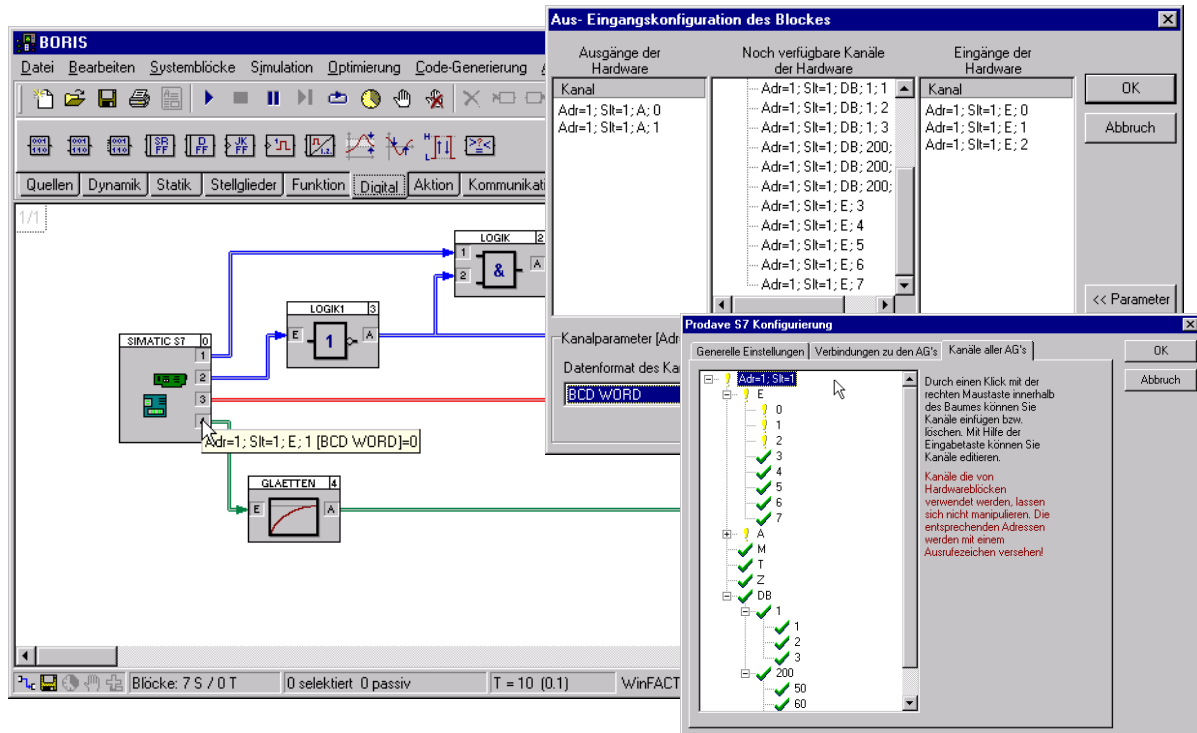 BORIS
Datei Bearbeiten Systemblöcke Simulation Optimierung Code-Generierung
Quellen Dynamik Statik Stellglieder Funktion Digital Aktion
1/1
LOGIK 2
1
2
&
A
LOGIK1 3
E
1
A
SIMATIC S7 0
1
2
3
Adr=1; Slt=1; E; 1 [BCD WORD]=0
GLAETTEN 4
E
A
Blöcke: 7 S / 0 T
0 selektiert 0 passiv
T = 10 (0.1)
WinFACT
Aus- Eingangskonfiguration des Blockes
Ausgänge der
Hardware
Kanal
Adr=1; Slt=1; A; 0
Adr=1; Slt=1; A; 1
Noch verfügbare Kanäle
der Hardware
Adr=1; Slt=1; DB; 1; 1
Adr=1; Slt=1; DB; 1; 2
Adr=1; Slt=1; DB; 1; 3
Adr=1; Slt=1; DB; 200;
Adr=1; Slt=1; DB; 200;
Adr=1; Slt=1; DB; 200;
Adr=1; Slt=1; E; 3
Adr=1; Slt=1; E; 4
Adr=1; Slt=1; E; 5
Adr=1; Slt=1; E; 6
Adr=1; Slt=1; E; 7
Eingänge der
Hardware
Kanal
Adr=1; Slt=1; E; 0
Adr=1; Slt=1; E; 1
Adr=1; Slt=1; E; 2
OK
Abbruch
<< Parameter
Kanalparameter [Adr
Datenformat des Ka
BCD WORD
Prodave S7 Konfigurierung
Generelle Einstellungen Verbindungen zu den AG's Kanäle aller AG's
Adr=1; Slt=1
E
0
1
2
3
4
5
6
7
A
M
T
Z
DB
1
1
2
3
200
50
60
Durch einen Klick mit der
rechten Maustaste innerhalb
des Baumes können Sie
Kanäle einfügen bzw.
löschen. Mit Hilfe der
Eingabetaste können Sie
Kanäle editieren.
Kanäle die von
Hardwareblöcken
verwendet werden, lassen
sich nicht manipulieren. Die
entsprechenden Adressen
werden mit einem
Ausrufezeichen versehen!
OK
Abbruch